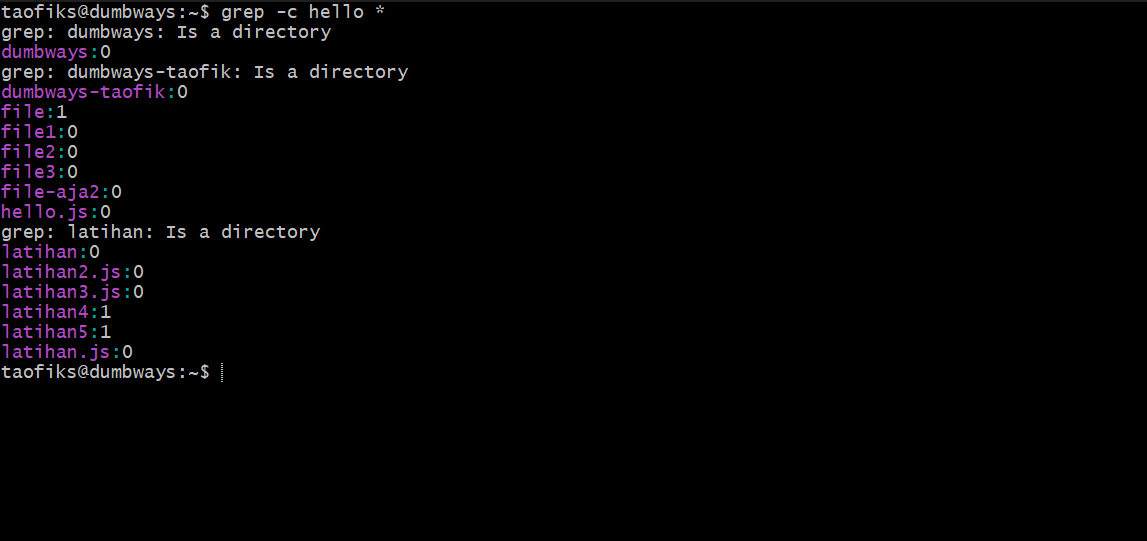 taofiks@dumbways:~$ grep -c hello *
grep: dumbways: Is a directory
dumbways:0
grep: dumbways-taofik: Is a directory
dumbways-taofik:0
file:1
file1:0
file2:0
file3:0
file-aja2:0
hello.js:0
grep: latihan: Is a directory
latihan:0
latihan2.js:0
latihan3.js:0
latihan4:1
latihan5:1
latihan.js:0
taofiks@dumbways:~$